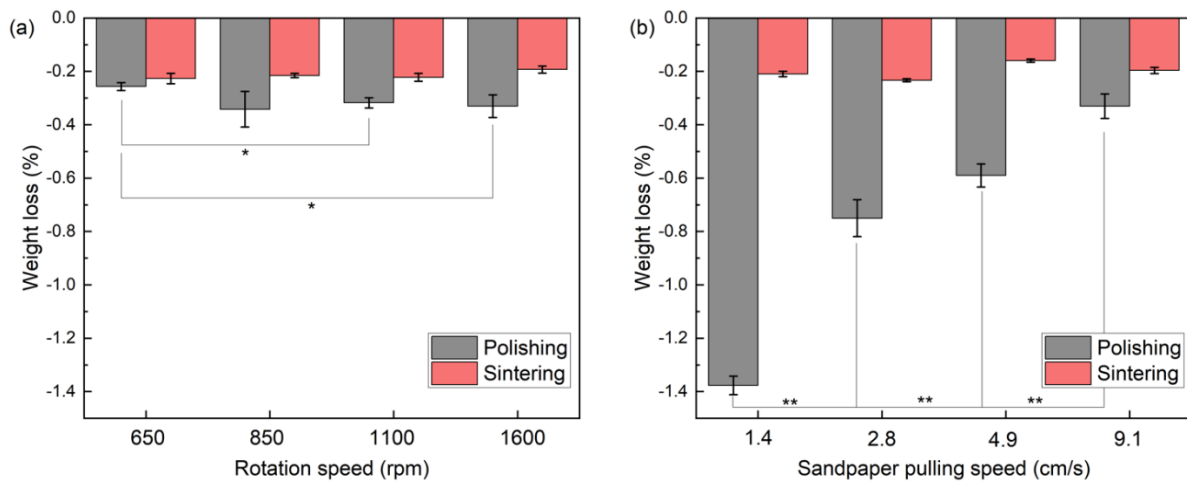 (a)
Weight loss (%)
0.0
-0.2
-0.4
-0.6
-0.8
-1.0
-1.2
-1.4
*
*
Polishing
Sintering
650 850 1100 1600
Rotation speed (rpm)
(b)
Weight loss (%)
0.0
-0.2
-0.4
-0.6
-0.8
-1.0
-1.2
-1.4
Polishing
Sintering
** ** **
1.4 2.8 4.9 9.1
Sandpaper pulling speed (cm/s)